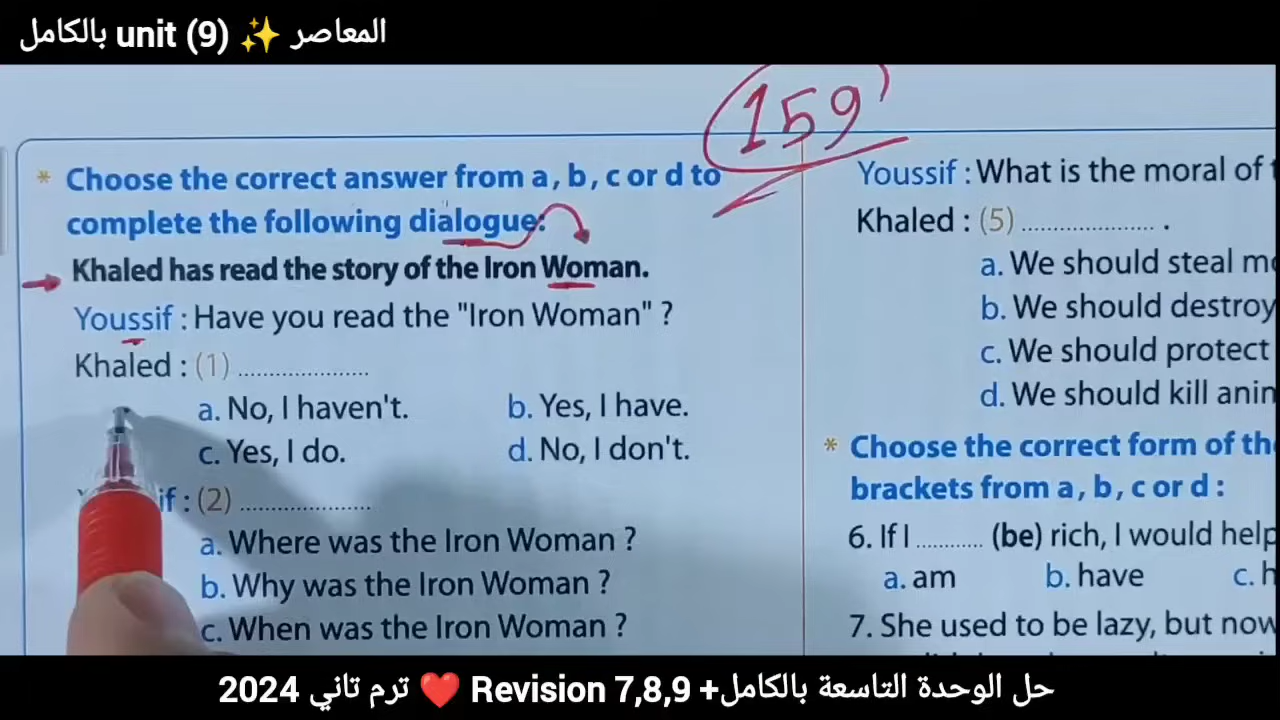 المعاصر ✨ unit (9) بالكامل
159
* Choose the correct answer from a, b, c or d to
complete the following dialogue:
Khaled has read the story of the Iron Woman.
Youssif : Have you read the "Iron Woman" ?
Khaled : (1) ....................
a. No, I haven't.
b. Yes, I have.
c. Yes, I do.
d. No, I don't.
if : (2) ....................
a. Where was the Iron Woman ?
b. Why was the Iron Woman ?
c. When was the Iron Woman ?
Youssif : What is the moral of
Khaled : (5) .................... .
a. We should steal
b. We should destroy
c. We should protect
d. We should kill
* Choose the correct form of
brackets from a, b, c or d :
6. If I ........... (be) rich, I would help
a. am b. have c.
7. She used to be lazy, but now
حل الوحدة التاسعة بالكامل+ Revision 7,8,9 ❤️ ترم تاني 2024